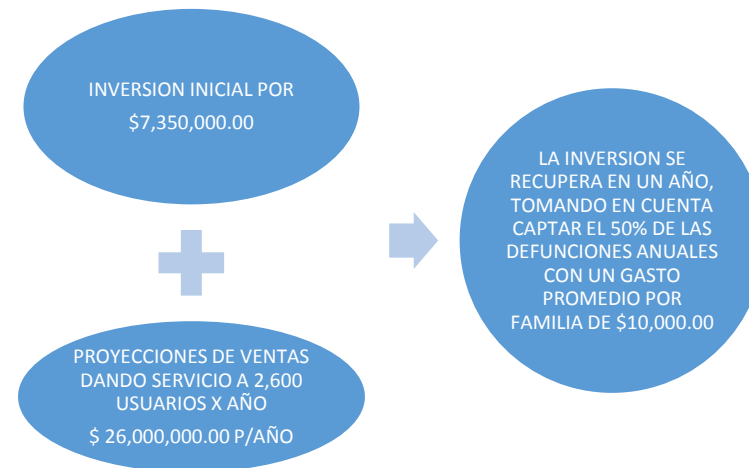 INVERSION INICIAL POR
$7,350,000.00
PROYECCIONES DE VENTAS
DANDO SERVICIO A 2,600
USUARIOS X AÑO
$ 26,000,000.00 P/AÑO
LA INVERSION SE
RECUPERA EN UN AÑO,
TOMANDO EN CUENTA
CAPTAR EL 50% DE LAS
DEFUNCIONES ANUALES
CON UN GASTO
PROMEDIO POR
FAMILIA DE $10,000.00